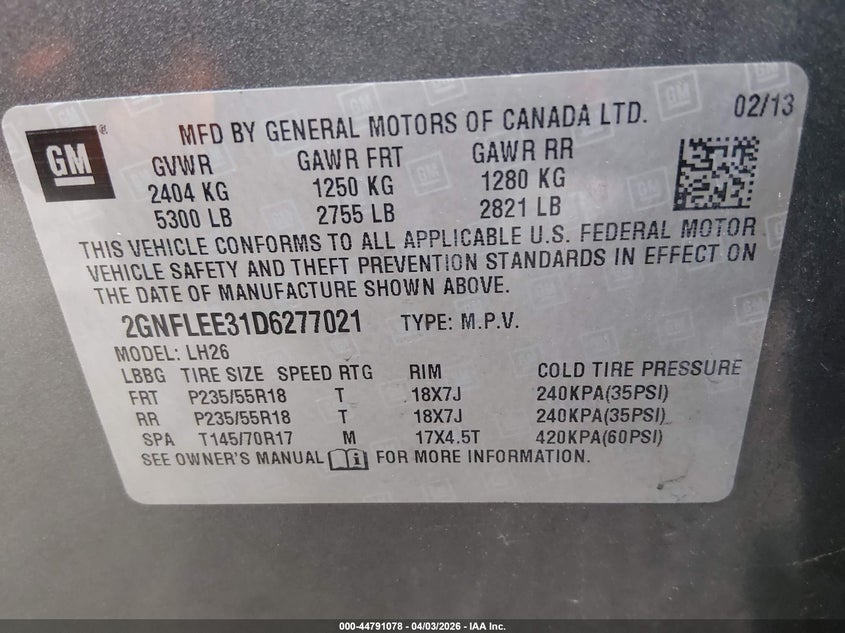 GM
MFD BY GENERAL MOTORS OF CANADA LTD. 02/13
GVWR GAWR FRT GAWR RR
2404 KG 1250 KG 1280 KG
5300 LB 2755 LB 2821 LB
THIS VEHICLE CONFORMS TO ALL APPLICABLE U.S. FEDERAL MOTOR
VEHICLE SAFETY AND THEFT PREVENTION STANDARDS IN EFFECT ON
THE DATE OF MANUFACTURE SHOWN ABOVE.
2GNFLEE31D6277021 TYPE: M.P.V.
MODEL: LH26
LBBG TIRE SIZE SPEED RTG RIM COLD TIRE PRESSURE
FRT P235/55R18 T 18X7J 240KPA(35PSI)
RR P235/55R18 T 18X7J 240KPA(35PSI)
SPA T145/70R17 M 17X4.5T 420KPA(60PSI)
SEE OWNER'S MANUAL FOR MORE INFORMATION.
000-44791078 - 04/03/2026 - IAA Inc.